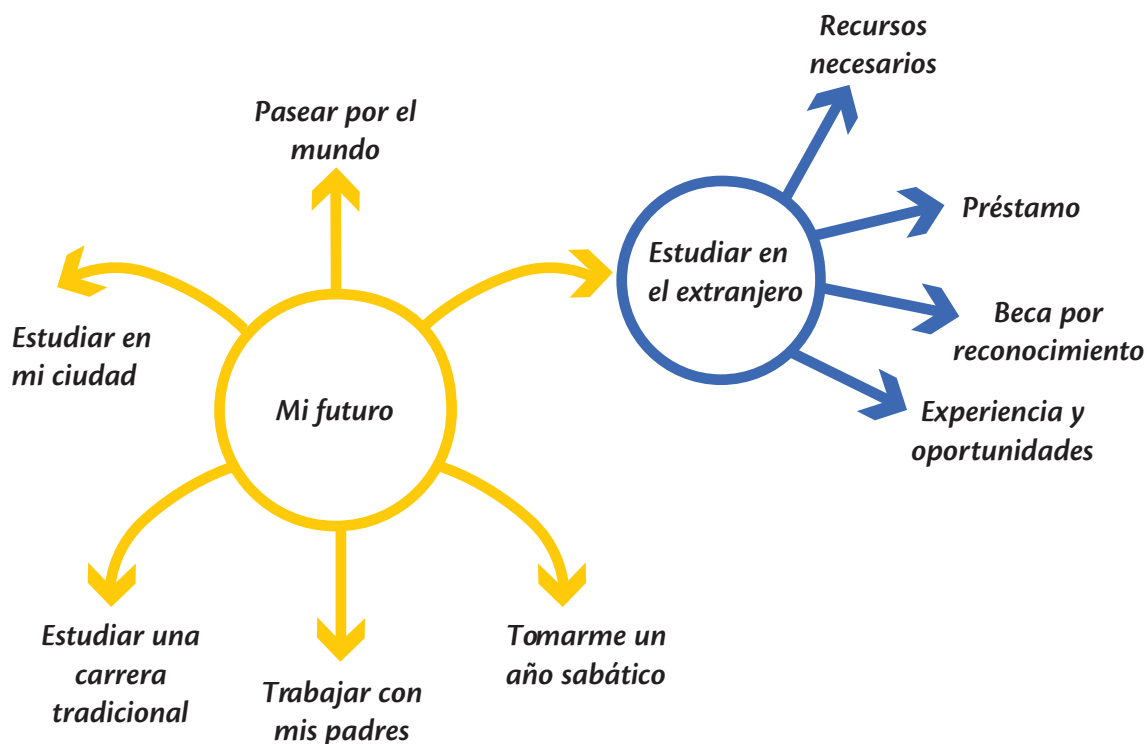 Recursos
necesarios
Pasear por el
mundo
Préstamo
Estudiar en
el extranjero
Beca por
reconocimiento
Estudiar en
mi ciudad
Mi futuro
Experiencia y
oportunidades
Estudiar una
carrera
tradicional
Trabajar con
mis padres
Tomarme un
año sabático